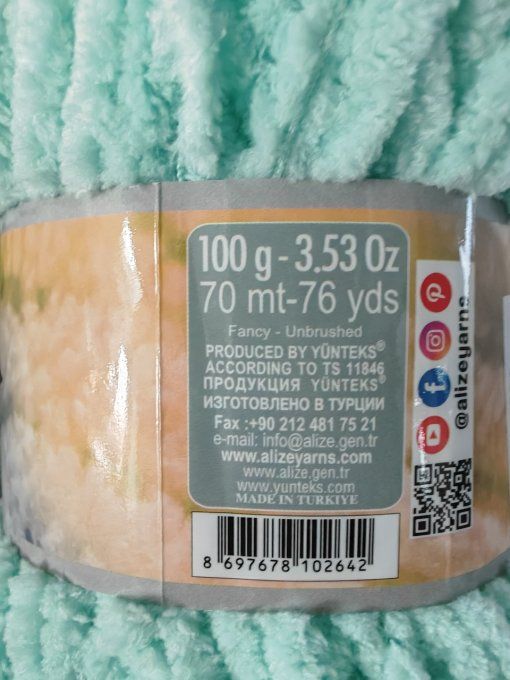 100 g - 3.53 Oz
70 mt-76 yds
Fancy - Unbrushed
PRODUCED BY YÜNTEKS®
ACCORDING TO TS 11846
ПРОДУКЦИЯ YÜNTEKS®
ИЗГОТОВЛЕНО В ТУРЦИИ
Fax :+90 212 481 75 21
e-mail: info@alize.gen.tr
www.alizeyarns.com
www.alize.gen.tr
www.yunteks.com
MADE IN TURKIYE
8 697678 102642
@alizeyarns